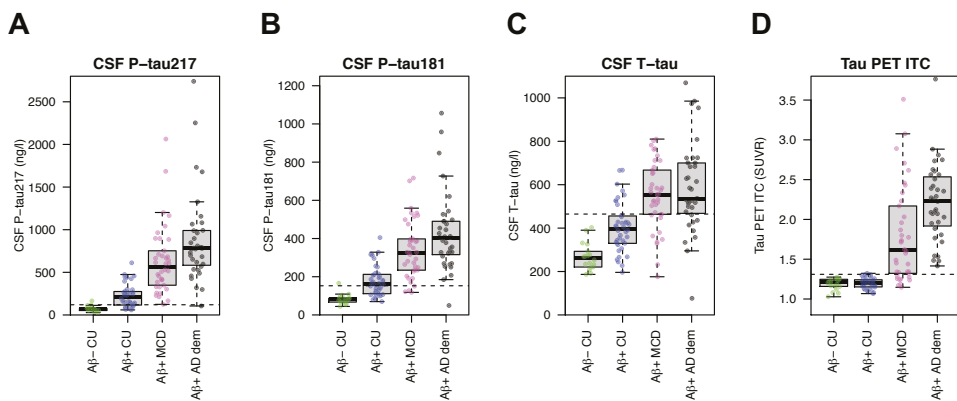 A
B
C
D
CSF P−tau217
CSF P−tau181
CSF T−tau
Tau PET ITC
CSF P−tau217 (ng/l)
2500
2000
1500
1000
500
0
Aβ− CU
Aβ+ CU
Aβ+ MCD
Aβ+ AD dem
CSF P−tau181 (ng/l)
1200
1000
800
600
400
200
0
Aβ− CU
Aβ+ CU
Aβ+ MCD
Aβ+ AD dem
CSF T−tau (ng/l)
1000
800
600
400
200
0
Aβ− CU
Aβ+ CU
Aβ+ MCD
Aβ+ AD dem
Tau PET ITC (SUVR)
3.5
3.0
2.5
2.0
1.5
1.0
Aβ− CU
Aβ+ CU
Aβ+ MCD
Aβ+ AD dem